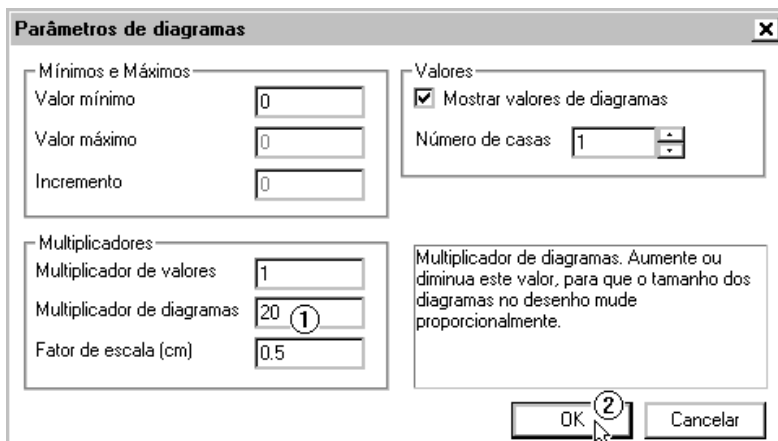 Parâmetros de diagramas
Mínimos e Máximos
Valor mínimo 0
Valor máximo 0
Incremento 0
Valores
Mostrar valores de diagramas
Número de casas 1
Multiplicadores
Multiplicador de valores 1
Multiplicador de diagramas 20 1
Fator de escala (cm) 0.5
Multiplicador de diagramas. Aumente ou
diminua este valor, para que o tamanho dos
diagramas no desenho mude
proporcionalmente.
OK 2
Cancelar